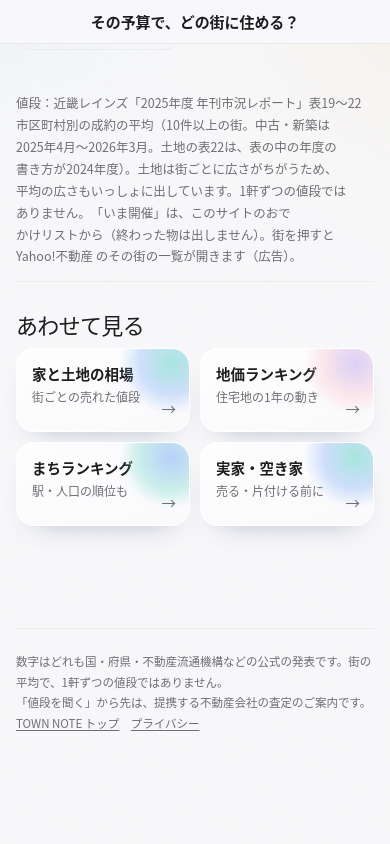 その予算で、どの街に住める？
値段：近畿レインズ「2025年度 年刊市況レポート」表19〜22
市区町村別の成約の平均（10件以上の街。中古・新築は
2025年4月〜2026年3月。土地の表22は、表の中の年度の
書き方が2024年度）。土地は街ごとに広さがちがうため、
平均の広さもいっしょに出しています。1軒ずつの値段では
ありません。「いま開催」は、このサイトのおで
かけリストから（終わった物は出しません）。街を押すと
Yahoo!不動産 のその街の一覧が開きます（広告）。
あわせて見る
家と土地の相場
街ごとの売れた値段
→
地価ランキング
住宅地の1年の動き
→
まちランキング
駅・人口の順位も
→
実家・空き家
売る・片付ける前に
→
数字はどれも国・府県・不動産流通機構などの公式の発表です。街の
平均で、1軒ずつの値段ではありません。
「値段を聞く」から先は、提携する不動産会社の査定のご案内です。
TOWN NOTE トップ プライバシー